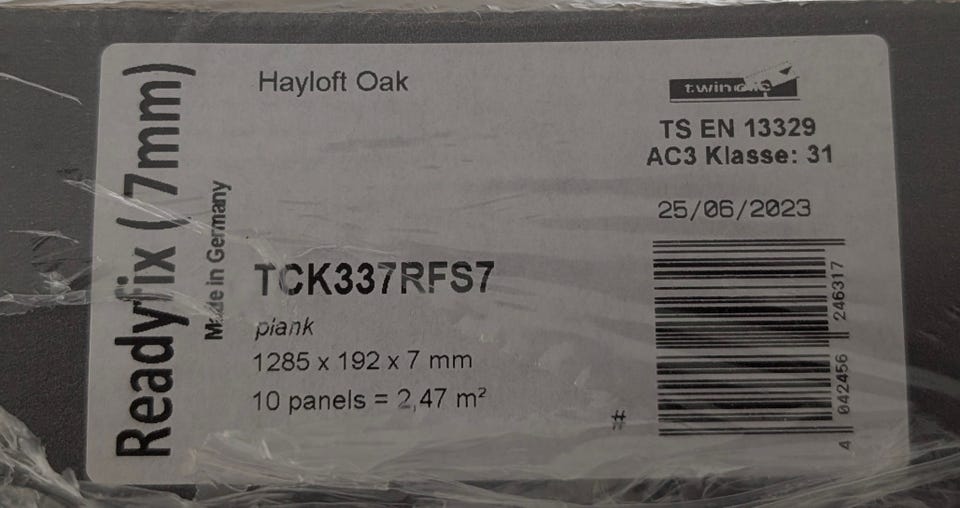 Readyfix ( 7mm)
Made in Germany
Hayloft Oak
twinclip
TS EN 13329
AC3 Klasse: 31
25/06/2023
TCK337RFS7
plank
1285 x 192 x 7 mm
10 panels = 2,47 m²
#
4 042456 246317